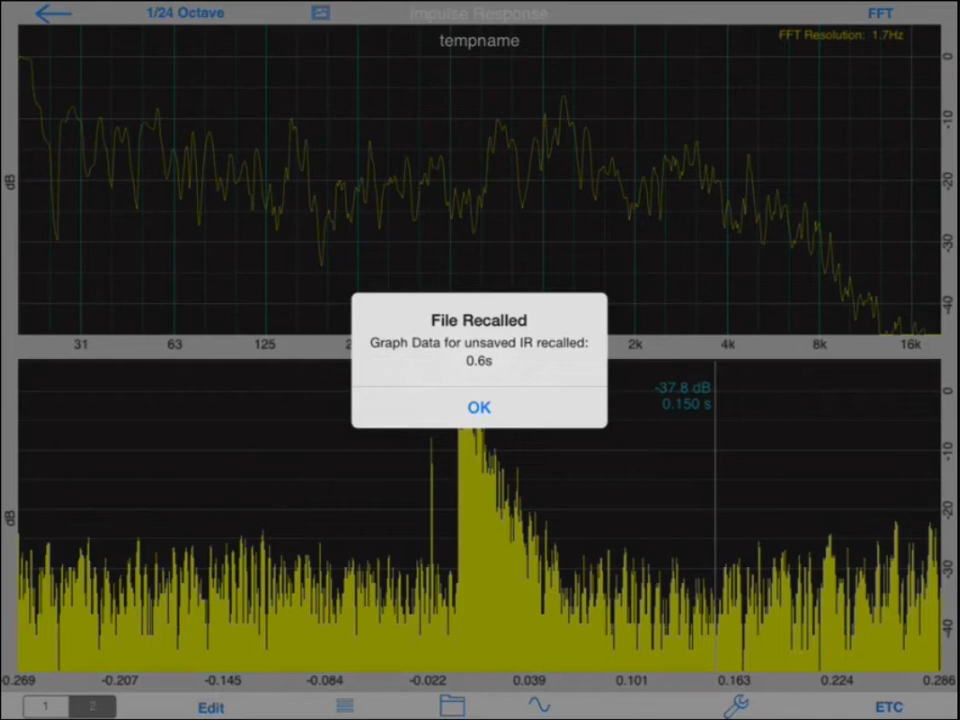 1/24 Octave
Impulse Response
FFT
tempname
FFT Resolution: 1.7Hz
0
-10
-20
-30
-40
dB
31 63 125 2k 4k 8k 16k
File Recalled
Graph Data for unsaved IR recalled:
0.6s
OK
-37.8 dB
0.150 s
0
-10
-20
-30
-40
dB
-0.269 -0.207 -0.145 -0.084 -0.022 0.039 0.101 0.163 0.224 0.286
1 2 Edit ETC